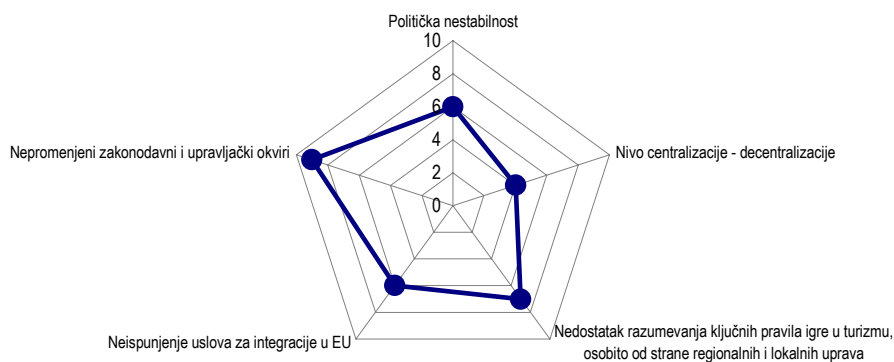 Politička nestabilnost
10
8
6
4
2
0
Nivo centralizacije - decentralizacije
Nedostatak razumevanja ključnih pravila igre u turizmu,
osobito od strane regionalnih i lokalnih uprava
Neispunjenje uslova za integracije u EU
Nepromenjeni zakonodavni i upravljački okviri